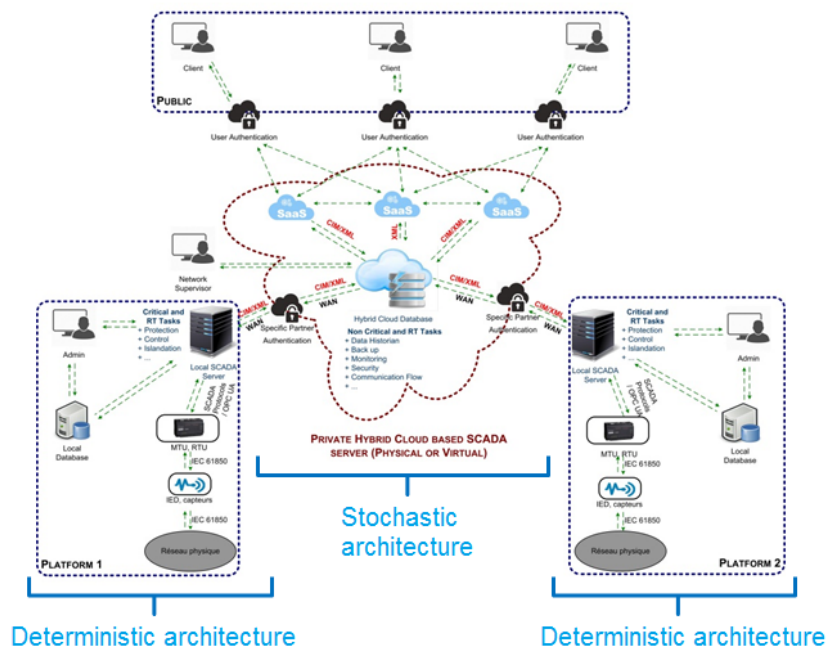 Client
Client
Client
PUBLIC
User Authentication
User Authentication
User Authentication
SaaS
SaaS
SaaS
CIM/XML
XML
CIM/XML
Network
Supervisor
CIM/XML
WAN
CIM/XML
WAN
Hybrid Cloud Database
Non Critical and RT Tasks
+ Data Historian
+ Back up
+ Monitoring
+ Security
+ Communication Flow
+ ...
CIM/XML
WAN
CIM/XML
WAN
Specific Partner
Authentication
Specific Partner
Authentication
PRIVATE HYBRID CLOUD BASED SCADA
SERVER (PHYSICAL OR VIRTUAL)
Admin
Critical and
RT Tasks
+ Protection
+ Control
+ Islandation
+ ...
Local SCADA
Server
SCADA
Protocols
/ OPC UA
Local
Database
MTU, RTU
IEC 61850
IED, capteurs
IEC 61850
Réseau physique
PLATFORM 1
Critical and
RT Tasks
+ Protection
+ Control
+ Islandation
+ ...
Admin
Local SCADA
Server
SCADA
Protocols
/ OPC UA
Local
Database
MTU, RTU
IEC 61850
IED, capteurs
IEC 61850
Réseau physique
PLATFORM 2
Stochastic
architecture
Deterministic architecture
Deterministic architecture